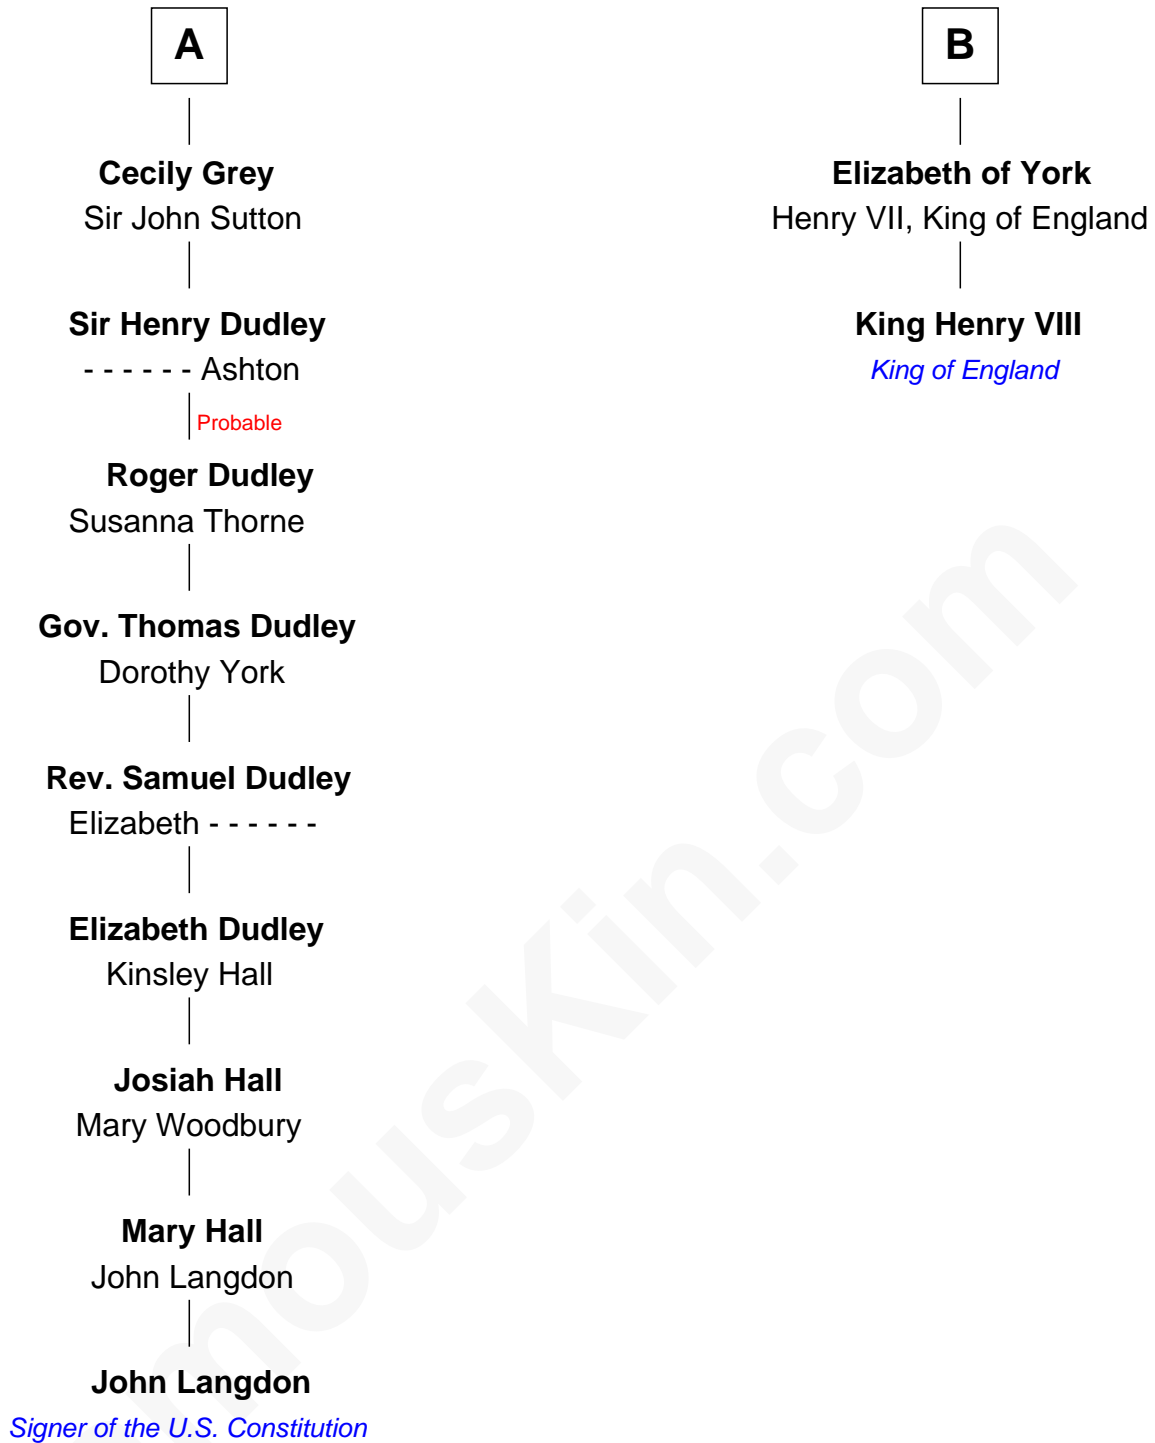 A
Cecily Grey
Sir John Sutton
Sir Henry Dudley
- - - - - - Ashton
Probable
Roger Dudley
Susanna Thorne
Gov. Thomas Dudley
Dorothy York
Rev. Samuel Dudley
Elizabeth - - - - - -
Elizabeth Dudley
Kinsley Hall
Josiah Hall
Mary Woodbury
Mary Hall
John Langdon
John Langdon
Signer of the U.S. Constitution
B
Elizabeth of York
Henry VII, King of England
King Henry VIII
King of England
mouskin.com